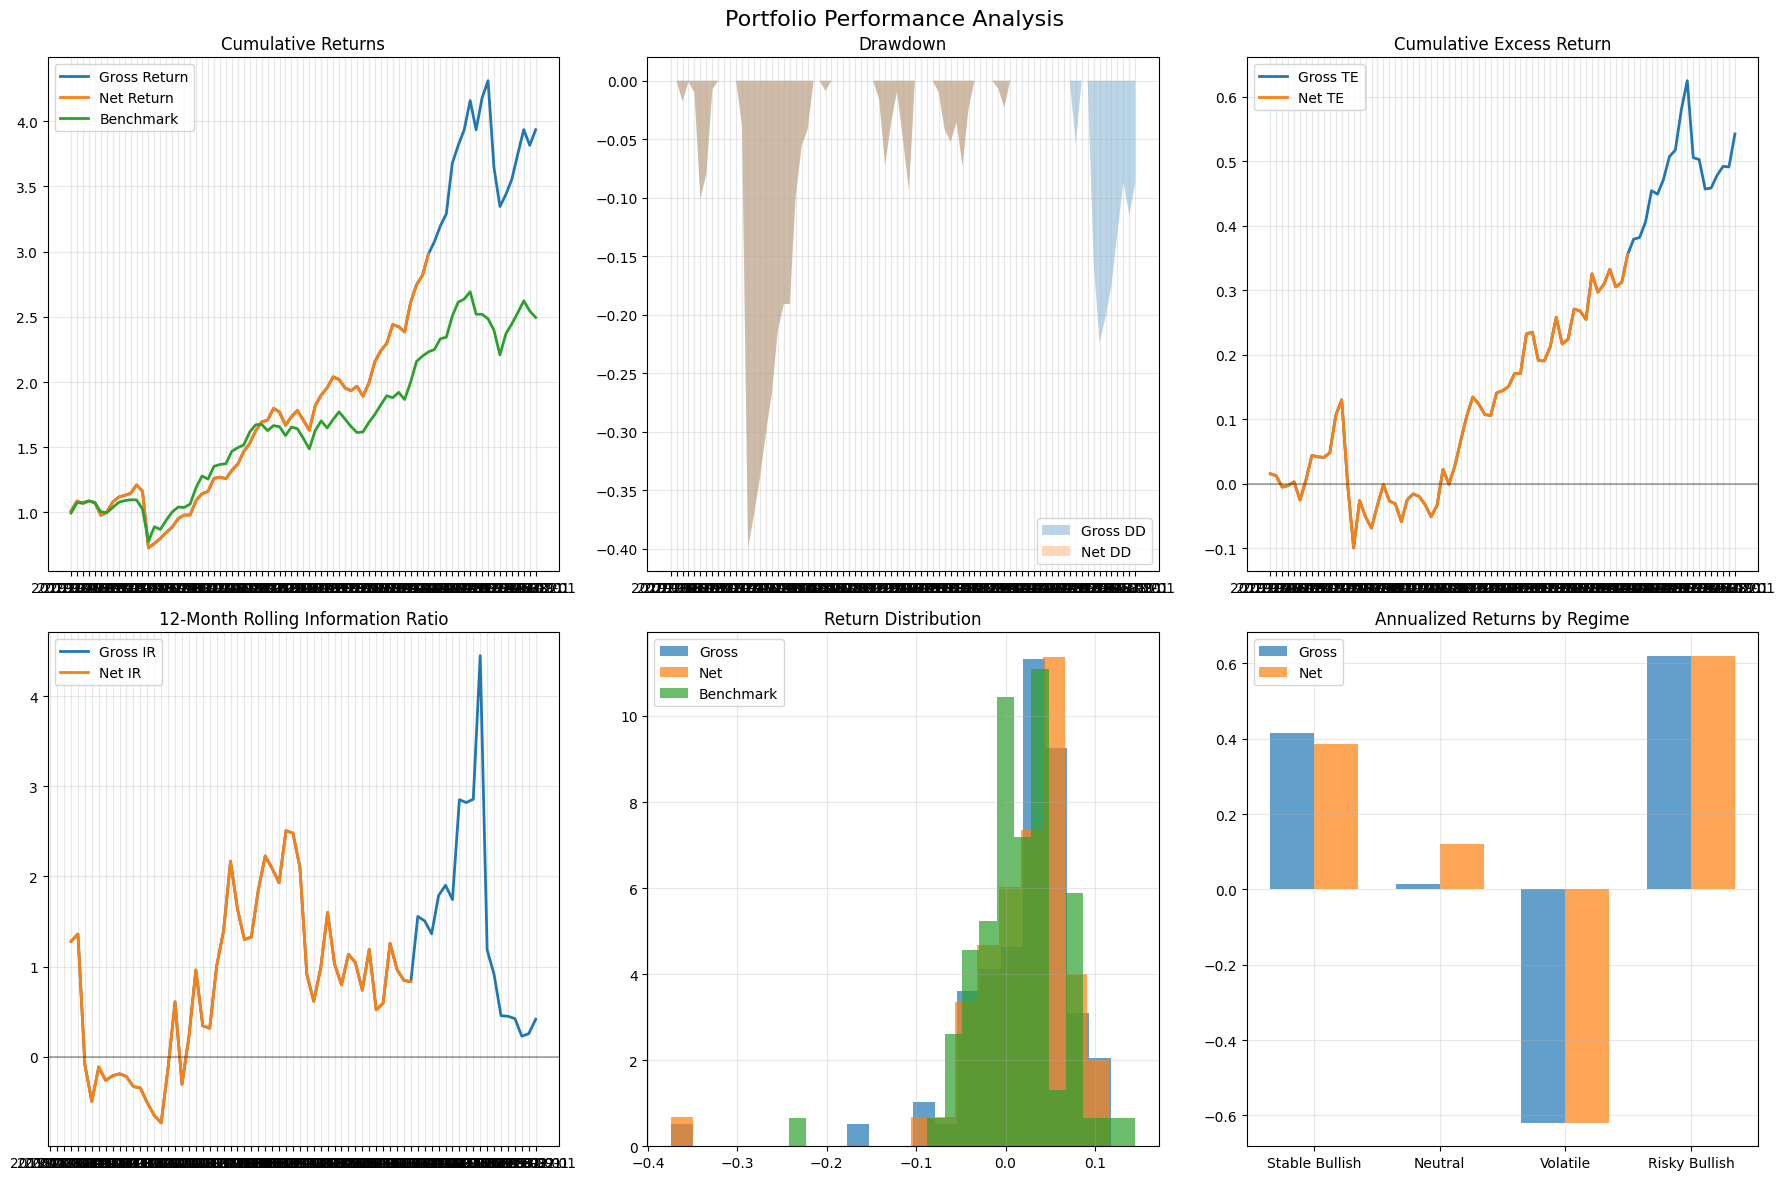 Portfolio Performance Analysis
Cumulative Returns
Gross Return
Net Return
Benchmark
4.0
3.5
3.0
2.5
2.0
1.5
1.0
Drawdown
0.00
−0.05
−0.10
−0.15
−0.20
−0.25
−0.30
−0.35
−0.40
Gross DD
Net DD
Cumulative Excess Return
Gross TE
Net TE
0.6
0.5
0.4
0.3
0.2
0.1
0.0
−0.1
12-Month Rolling Information Ratio
Gross IR
Net IR
4
3
2
1
0
Return Distribution
Gross
Net
Benchmark
10
8
6
4
2
0
−0.4
−0.3
−0.2
−0.1
0.0
0.1
Annualized Returns by Regime
Gross
Net
0.6
0.4
0.2
0.0
−0.2
−0.4
−0.6
Stable Bullish
Neutral
Volatile
Risky Bullish